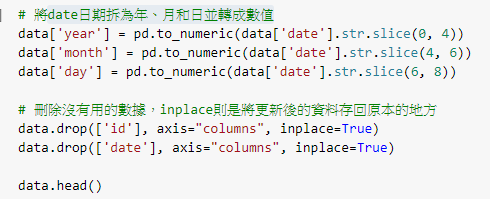 # 將date日期拆為年、月和日並轉成數值
data['year'] = pd.to_numeric(data['date'].str.slice(0, 4))
data['month'] = pd.to_numeric(data['date'].str.slice(4, 6))
data['day'] = pd.to_numeric(data['date'].str.slice(6, 8))
# 刪除沒有用的數據，inplace則是將更新後的資料存回原本的地方
data.drop(['id'], axis="columns", inplace=True)
data.drop(['date'], axis="columns", inplace=True)
data.head()